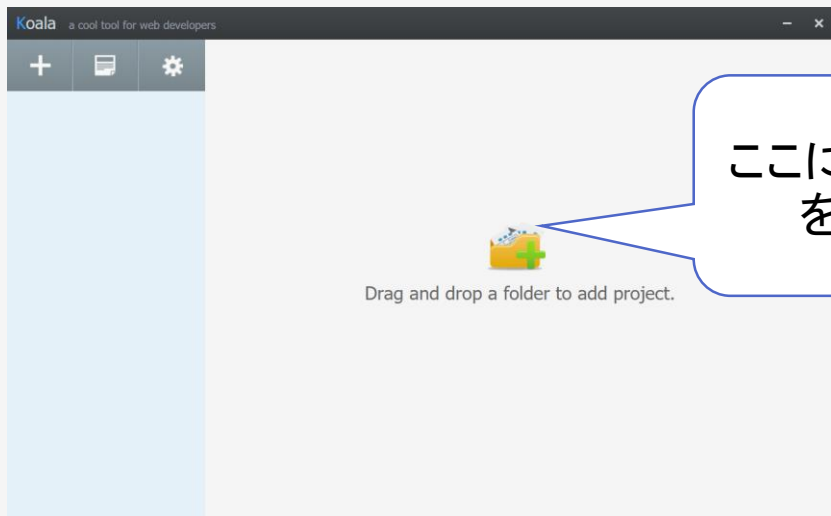 Koala a cool tool for web developers
ここに
を
Drag and drop a folder to add project.